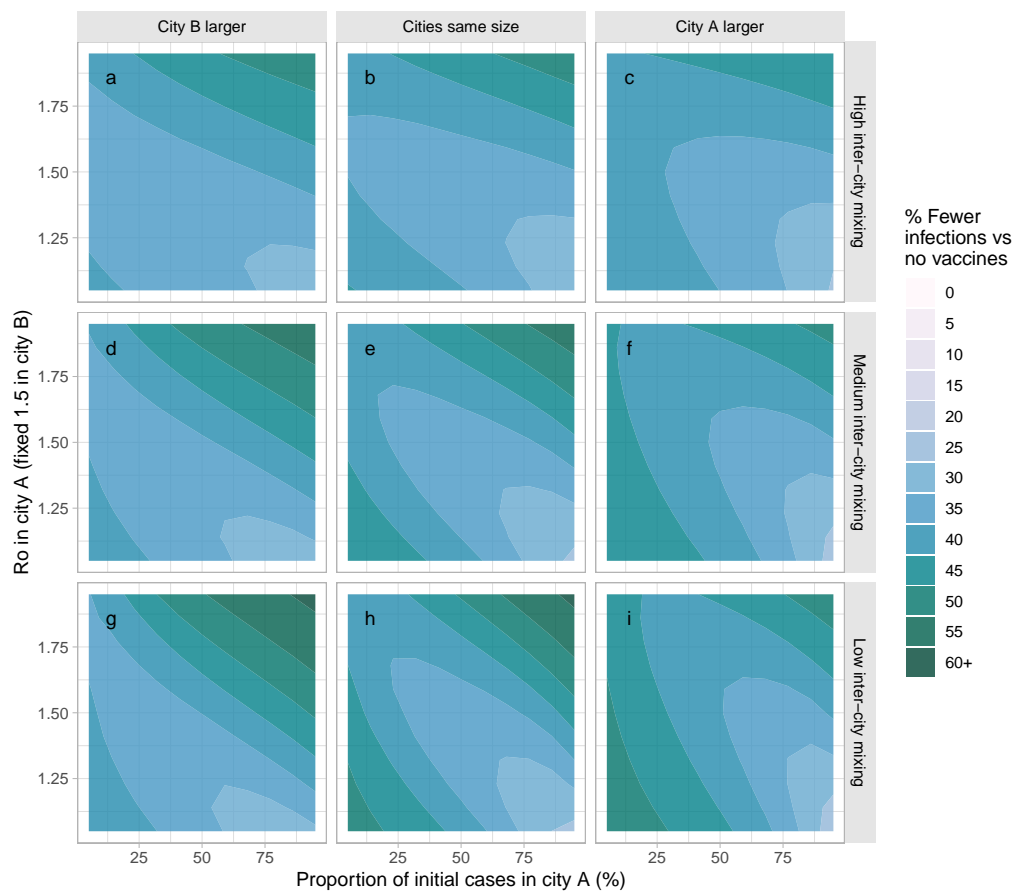 City B larger
Cities same size
City A larger
a
b
c
High inter−city mixing
d
e
f
Medium inter−city mixing
g
h
i
Low inter−city mixing
1.75
1.50
1.25
1.75
1.50
1.25
1.75
1.50
1.25
25
50
75
25
50
75
25
50
75
Proportion of initial cases in city A (%)
Ro in city A (fixed 1.5 in city B)
% Fewer
infections vs
no vaccines
0
5
10
15
20
25
30
35
40
45
50
55
60+